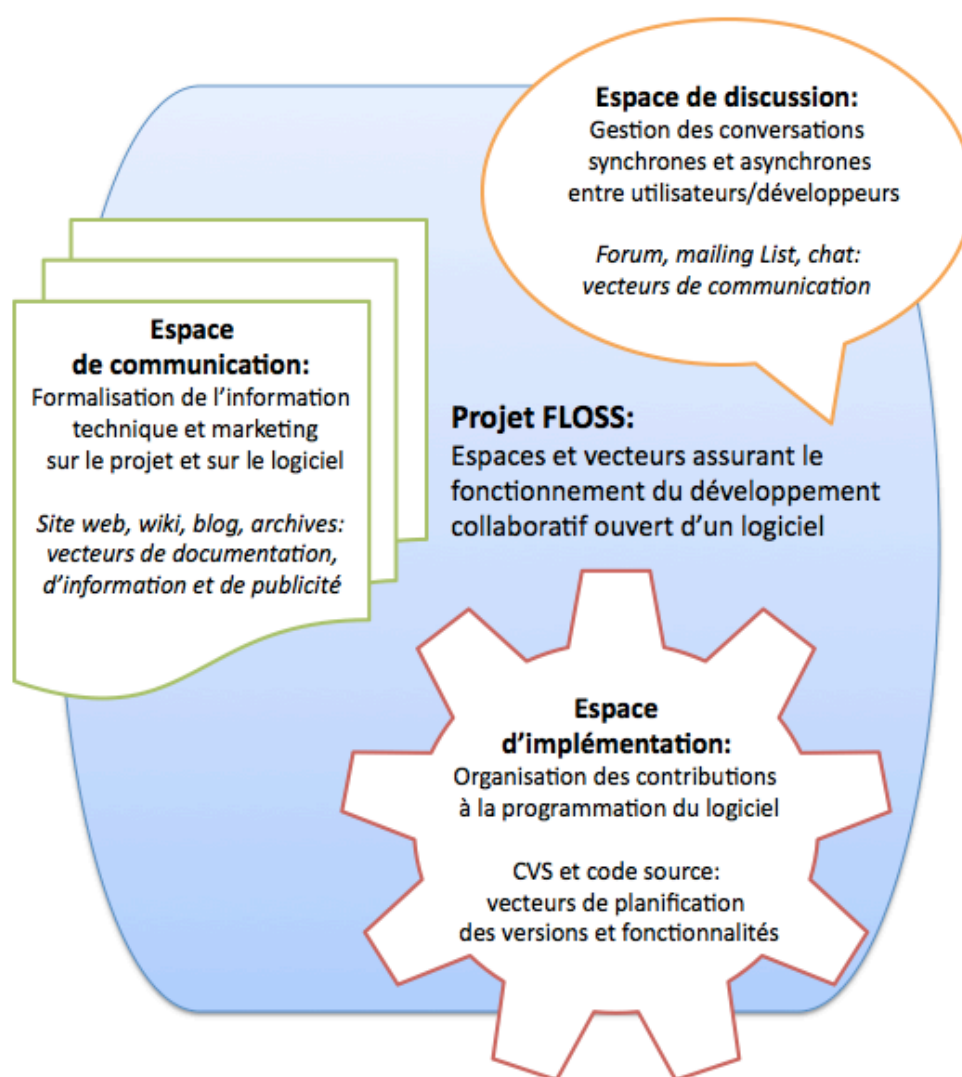 Espace de discussion:
Gestion des conversations
synchrones et asynchrones
entre utilisateurs/développeurs
Forum, mailing List, chat:
vecteurs de communication
Espace
de communication:
Formalisation de l'information
technique et marketing
sur le projet et sur le logiciel
Site web, wiki, blog, archives:
vecteurs de documentation,
d'information et de publicité
Projet FLOSS:
Espaces et vecteurs assurant le
fonctionnement du développement
collaboratif ouvert d'un logiciel
Espace
d'implémentation:
Organisation des contributions
à la programmation du logiciel
CVS et code source:
vecteurs de planification
des versions et fonctionnalités